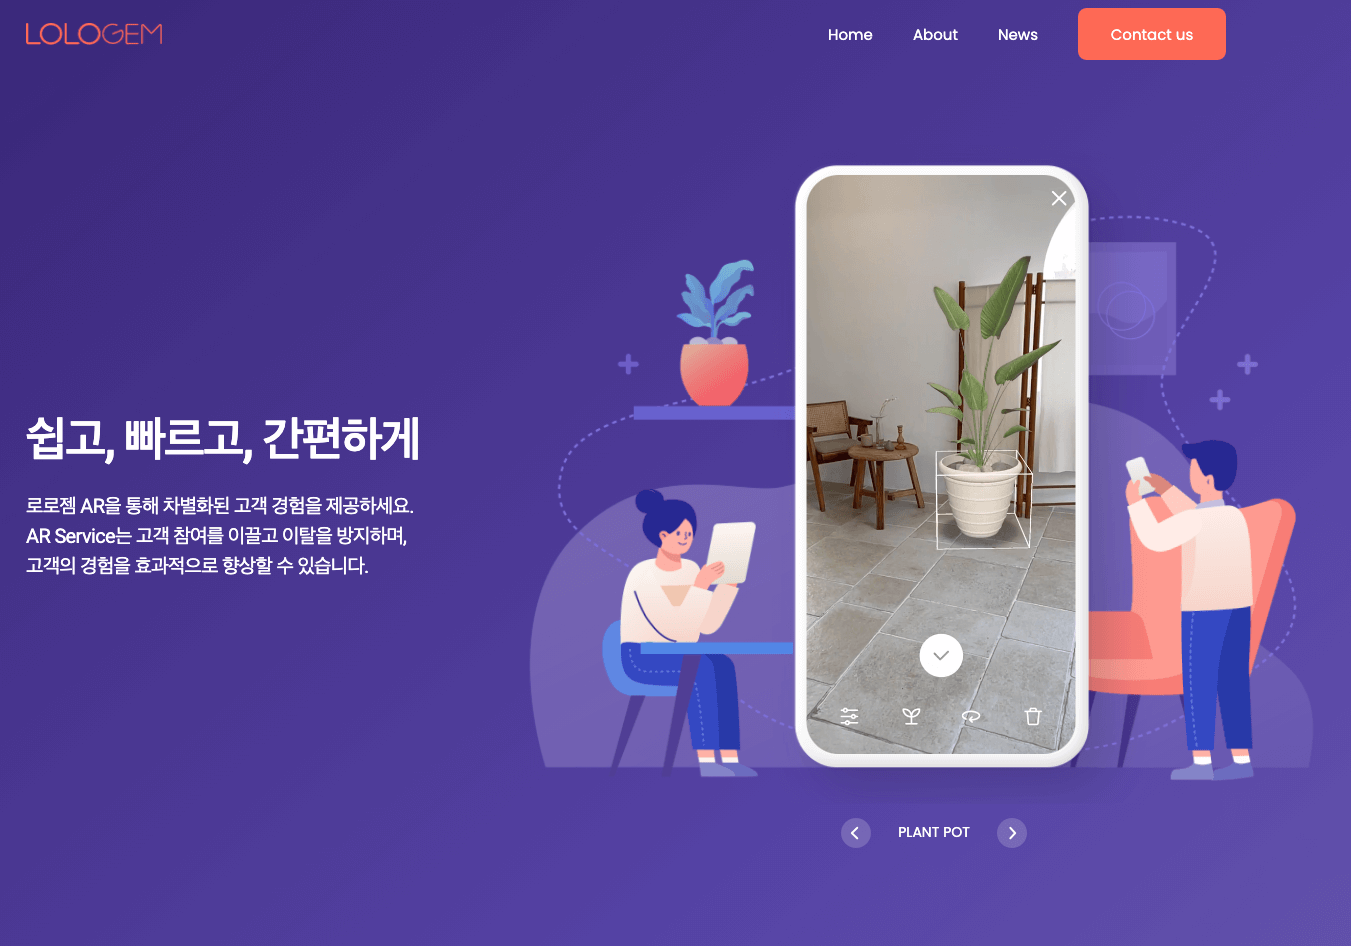 LOLOGEM
Home
About
News
Contact us
쉽고, 빠르고, 간편하게
로로젬 AR을 통해 차별화된 고객 경험을 제공하세요.
AR Service는 고객 참여를 이끌고 이탈을 방지하며,
고객의 경험을 효과적으로 향상할 수 있습니다.
PLANT POT